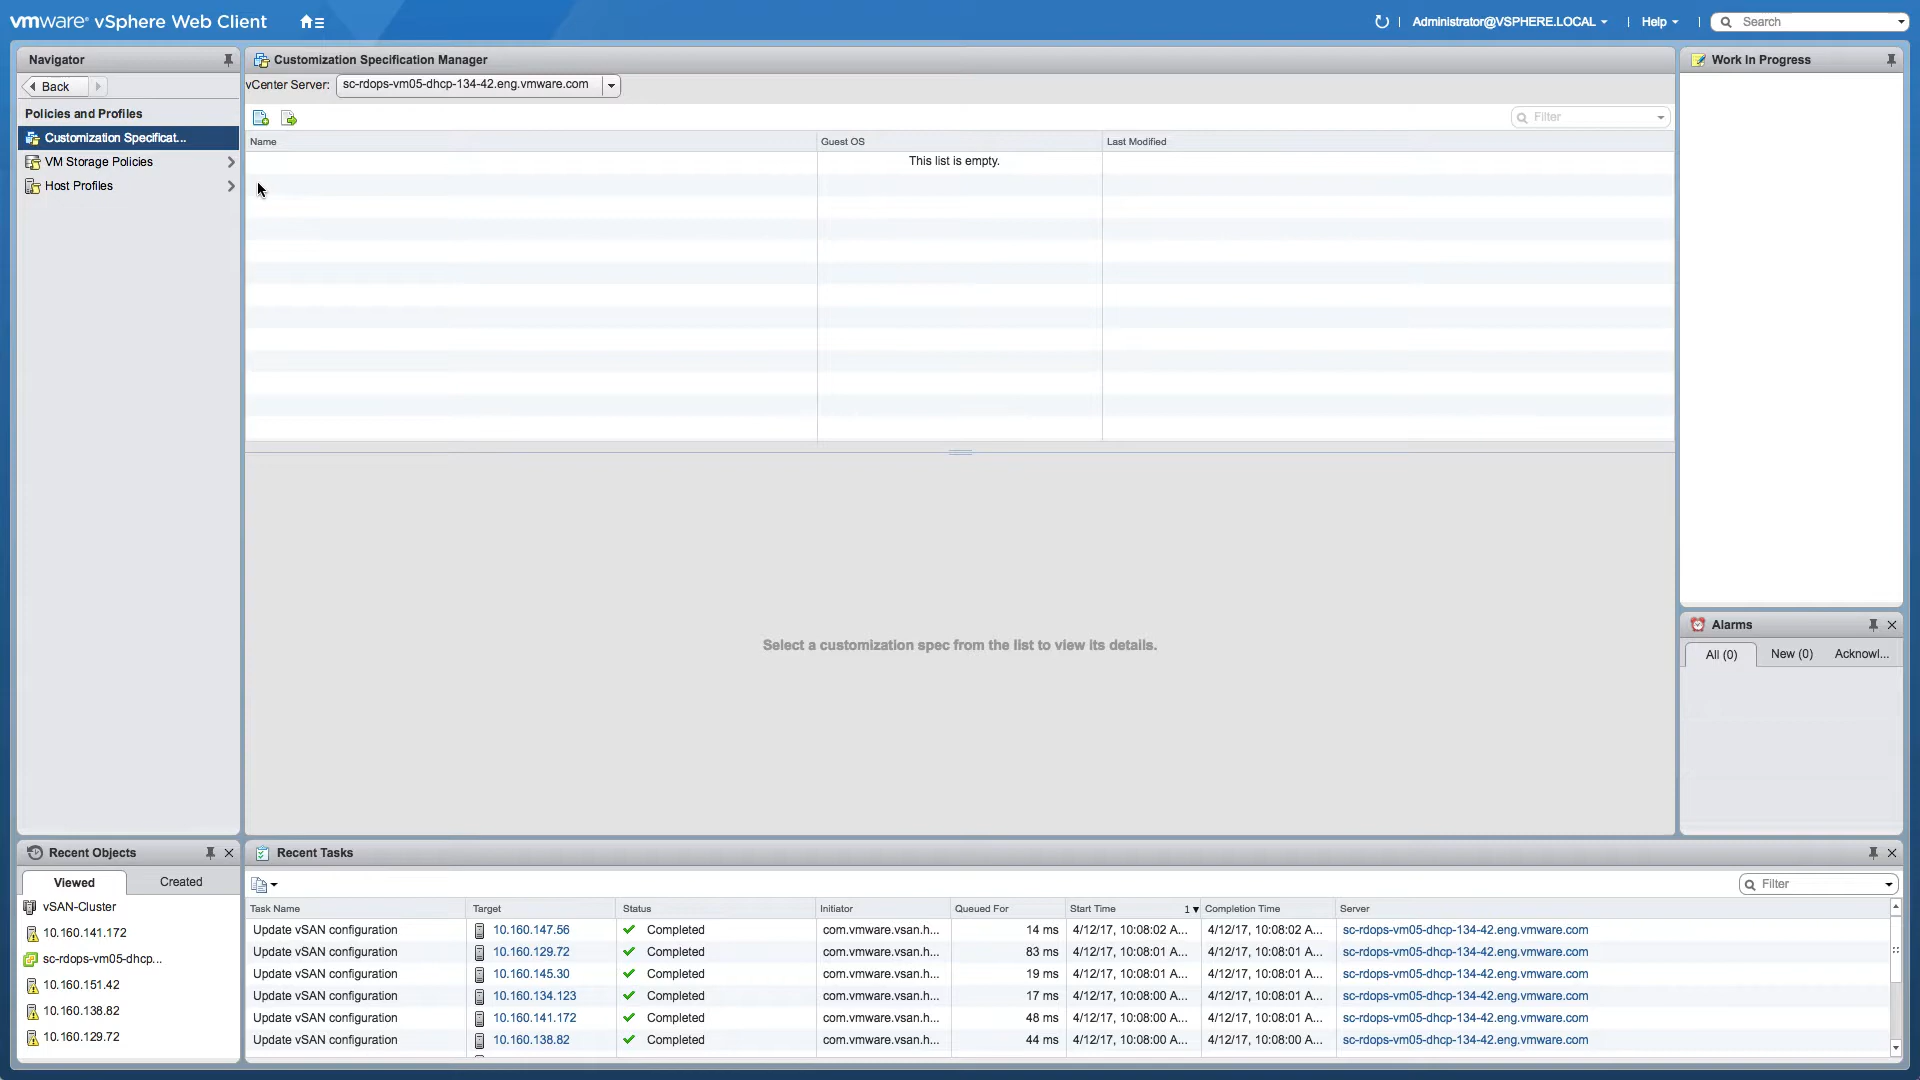 vmware® vSphere Web Client
Administrator@VSPHERE.LOCAL
Help
Search
Navigator
Back
Policies and Profiles
Customization Specificat...
VM Storage Policies
Host Profiles
Customization Specification Manager
vCenter Server: sc-rdops-vm05-dhcp-134-42.eng.vmware.com
Filter
Name Guest OS Last Modified
This list is empty.
Select a customization spec from the list to view its details.
Work In Progress
Alarms
All (0) New (0) Acknowl...
Recent Objects
Viewed Created
vSAN-Cluster
10.160.141.172
sc-rdops-vm05-dhcp...
10.160.151.42
10.160.138.82
10.160.129.72
Recent Tasks
Filter
Task Name Target Status Initiator Queued For Start Time 1 Completion Time Server
Update vSAN configuration 10.160.147.56 Completed com.vmware.vsan.h... 14 ms 4/12/17, 10:08:02 A... 4/12/17, 10:08:02 A... sc-rdops-vm05-dhcp-134-42.eng.vmware.com
Update vSAN configuration 10.160.129.72 Completed com.vmware.vsan.h... 83 ms 4/12/17, 10:08:01 A... 4/12/17, 10:08:01 A... sc-rdops-vm05-dhcp-134-42.eng.vmware.com
Update vSAN configuration 10.160.145.30 Completed com.vmware.vsan.h... 19 ms 4/12/17, 10:08:01 A... 4/12/17, 10:08:01 A... sc-rdops-vm05-dhcp-134-42.eng.vmware.com
Update vSAN configuration 10.160.134.123 Completed com.vmware.vsan.h... 17 ms 4/12/17, 10:08:00 A... 4/12/17, 10:08:01 A... sc-rdops-vm05-dhcp-134-42.eng.vmware.com
Update vSAN configuration 10.160.141.172 Completed com.vmware.vsan.h... 48 ms 4/12/17, 10:08:00 A... 4/12/17, 10:08:01 A... sc-rdops-vm05-dhcp-134-42.eng.vmware.com
Update vSAN configuration 10.160.138.82 Completed com.vmware.vsan.h... 44 ms 4/12/17, 10:08:00 A... 4/12/17, 10:08:00 A... sc-rdops-vm05-dhcp-134-42.eng.vmware.com